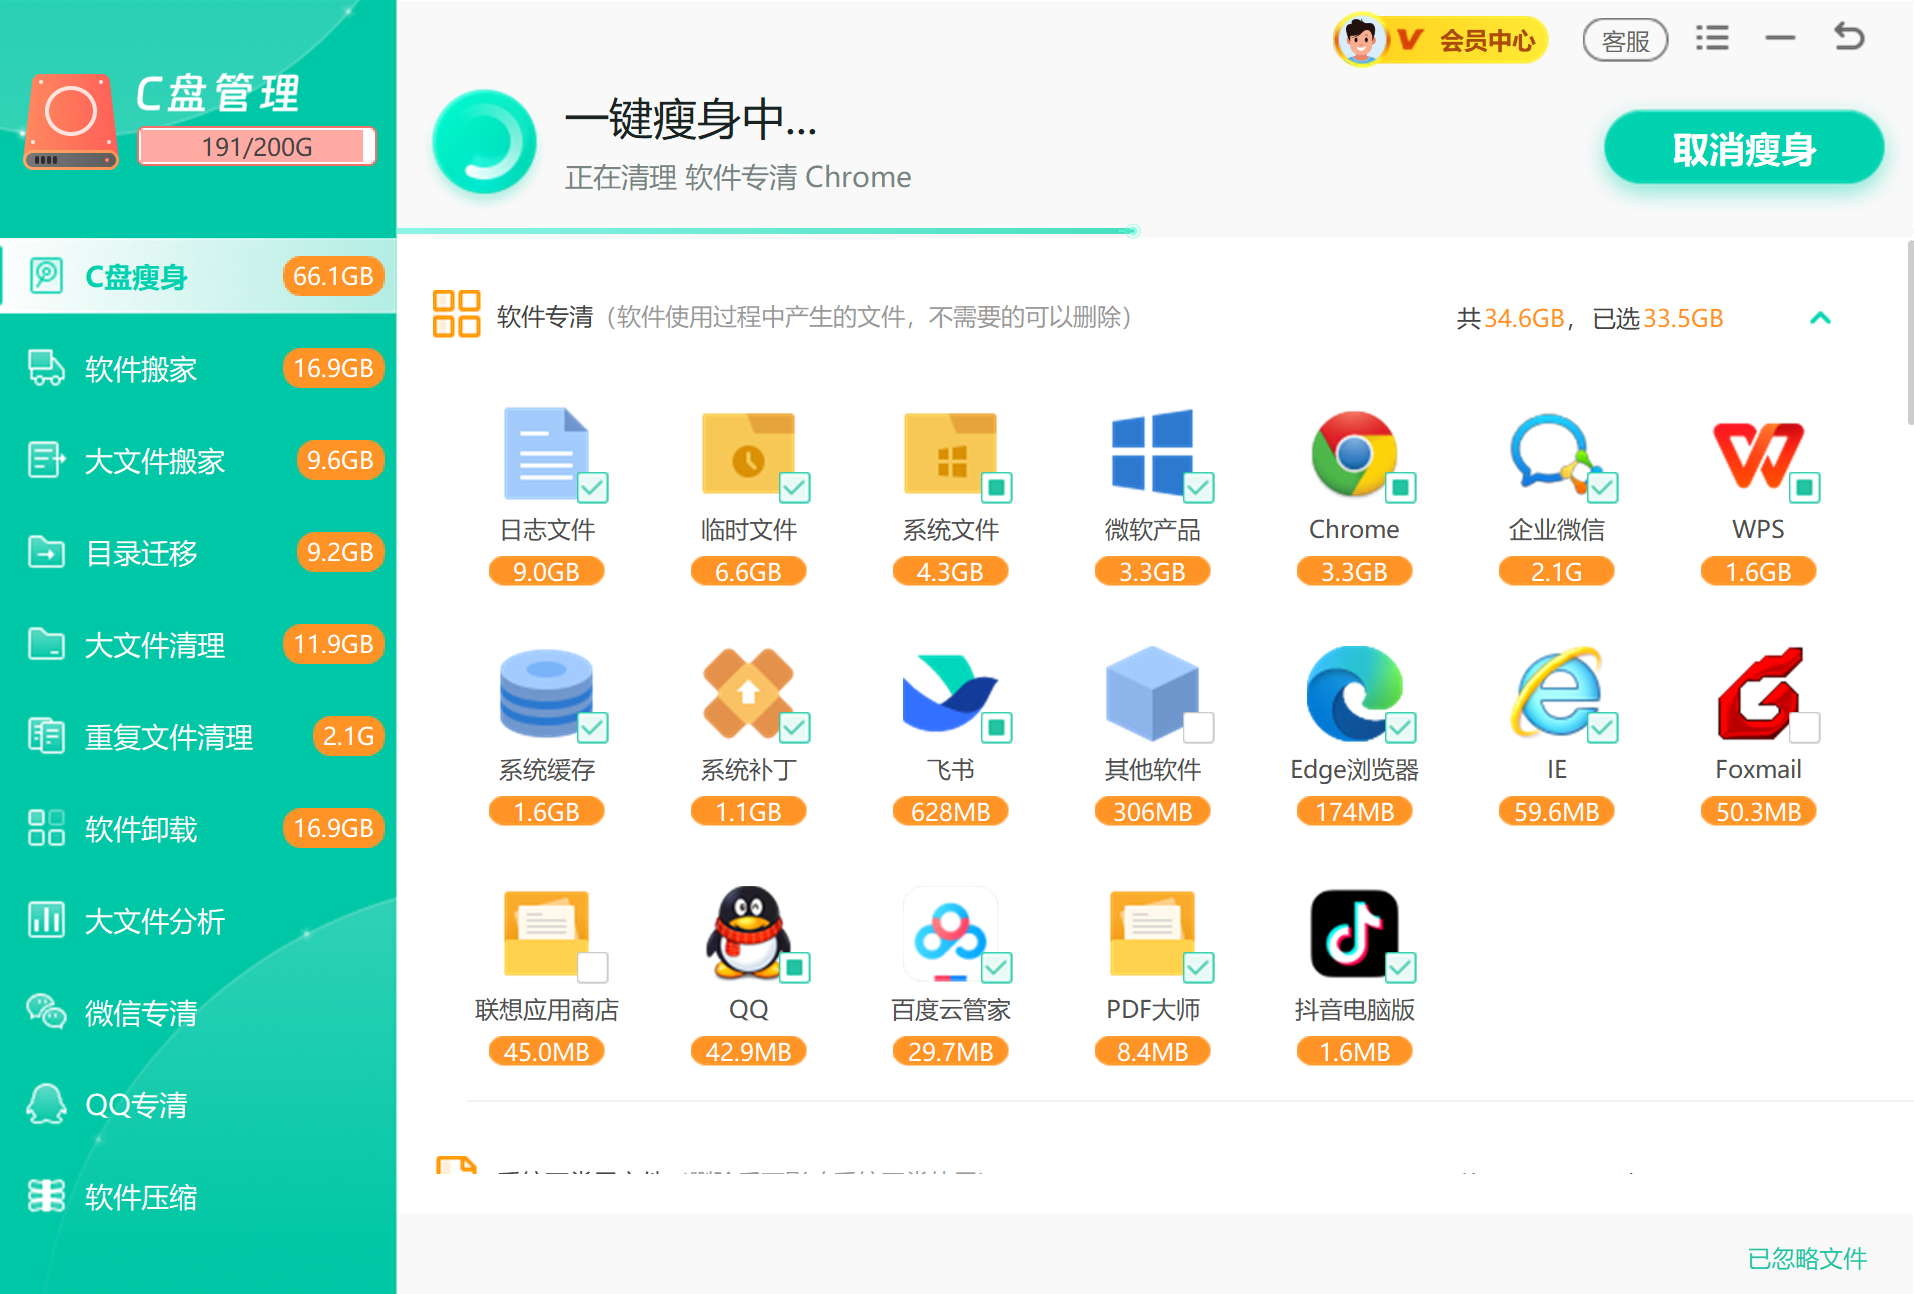 C盘管理
191/200G
C盘瘦身 66.1GB
软件搬家 16.9GB
大文件搬家 9.6GB
目录迁移 9.2GB
大文件清理 11.9GB
重复文件清理 2.1G
软件卸载 16.9GB
大文件分析
微信专清
QQ专清
软件压缩
会员中心 客服
一键瘦身中...
正在清理 软件专清 Chrome
取消瘦身
软件专清（软件使用过程中产生的文件，不需要的可以删除） 共34.6GB，已选33.5GB
日志文件 临时文件 系统文件 微软产品 Chrome 企业微信 WPS
9.0GB 6.6GB 4.3GB 3.3GB 3.3GB 2.1G 1.6GB
系统缓存 系统补丁 飞书 其他软件 Edge浏览器 IE Foxmail
1.6GB 1.1GB 628MB 306MB 174MB 59.6MB 50.3MB
联想应用商店 QQ 百度云管家 PDF大师 抖音电脑版
45.0MB 42.9MB 29.7MB 8.4MB 1.6MB
已忽略文件